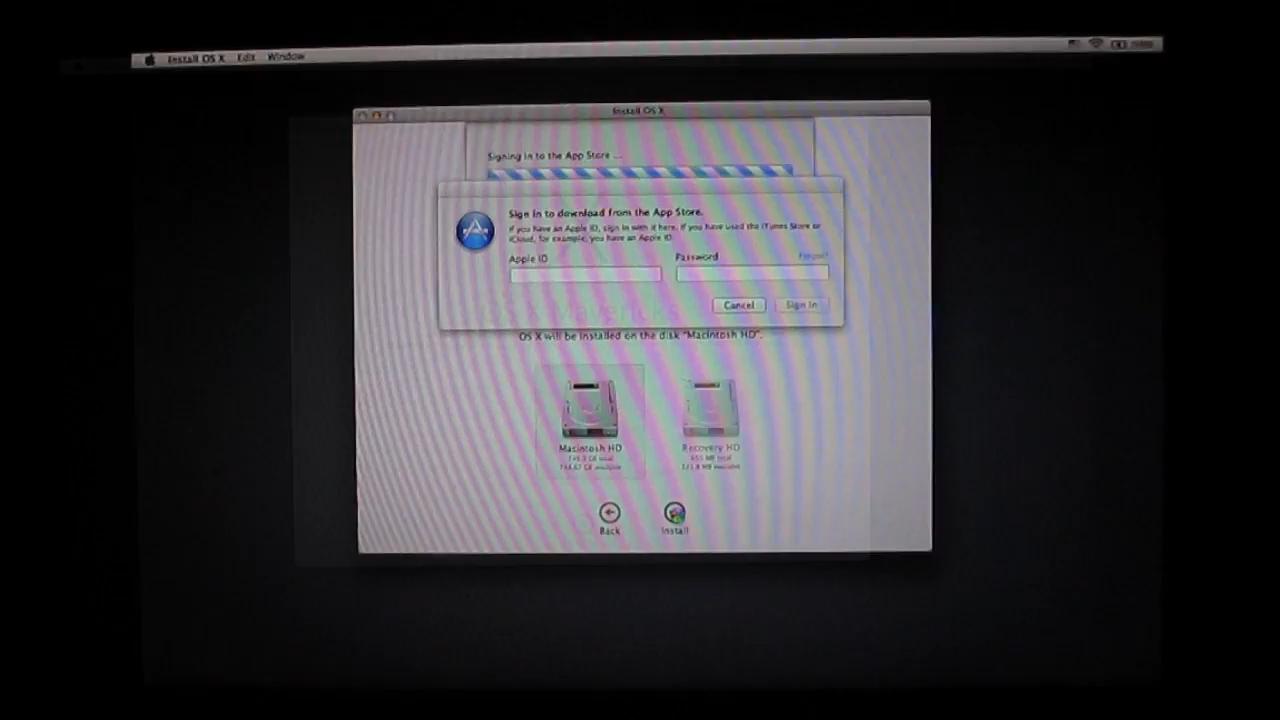 Install OS X Edit Window
Install OS X
Signing in to the App Store ...
Sign in to download from the App Store.
If you have an Apple ID, sign in with it here. If you have used the iTunes Store or
iCloud, for example, you have an Apple ID.
Apple ID Password Forgot?
Cancel Sign In
OS X Mavericks
OS X will be installed on the disk "Macintosh HD".
Macintosh HD Recovery HD
Back Install